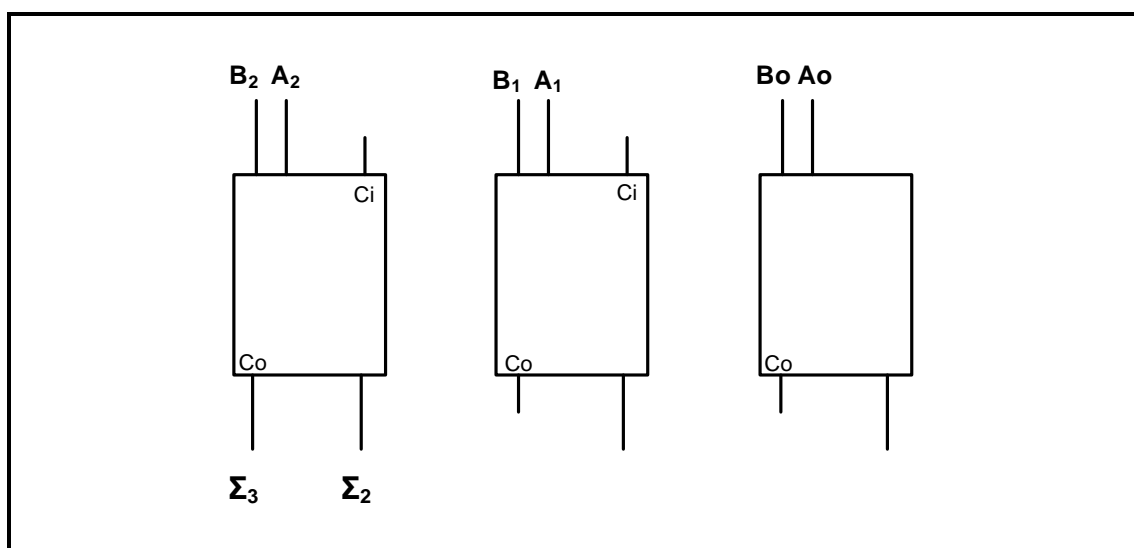 B₂ A₂
B₁ A₁
Bo Ao
Ci
Ci
Co
Co
Co
Σ₃ Σ₂